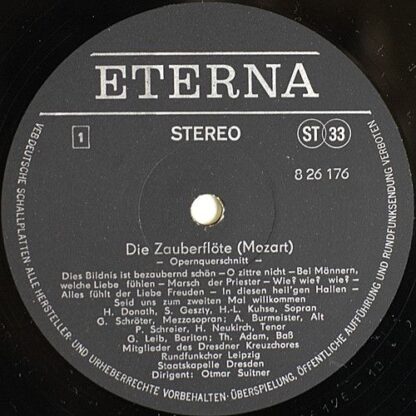 ETERNA
1
STEREO
ST 33
8 26 176
Die Zauberflöte (Mozart)
- Opernquerschnitt -
Dies Bildnis ist bezaubernd schön - O zittre nicht - Bei Männern,
welche Liebe fühlen - Marsch der Priester - Wie? wie? wie? -
Alles fühlt der Liebe Freuden - In diesen heil'gen Hallen -
Seid uns zum zweiten Mal willkommen
H. Donath, S. Geszty, H.-L. Kuhse, Sopran
G. Schröter, Mezzosopran; A. Burmeister, Alt
P. Schreier, H. Neukirch, Tenor
G. Leib, Bariton; Th. Adam, Baß
Mitglieder des Dresdner Kreuzchores
Rundfunkchor Leipzig
Staatskapelle Dresden
Dirigent: Otmar Suitner
VEB DEUTSCHE SCHALLPLATTEN ALLE HERSTELLER- UND URHEBERRECHTE VORBEHALTEN · ÜBERSPIELUNG, ÖFFENTLICHE AUFFÜHRUNG UND RUNDFUNKSENDUNG VERBOTEN